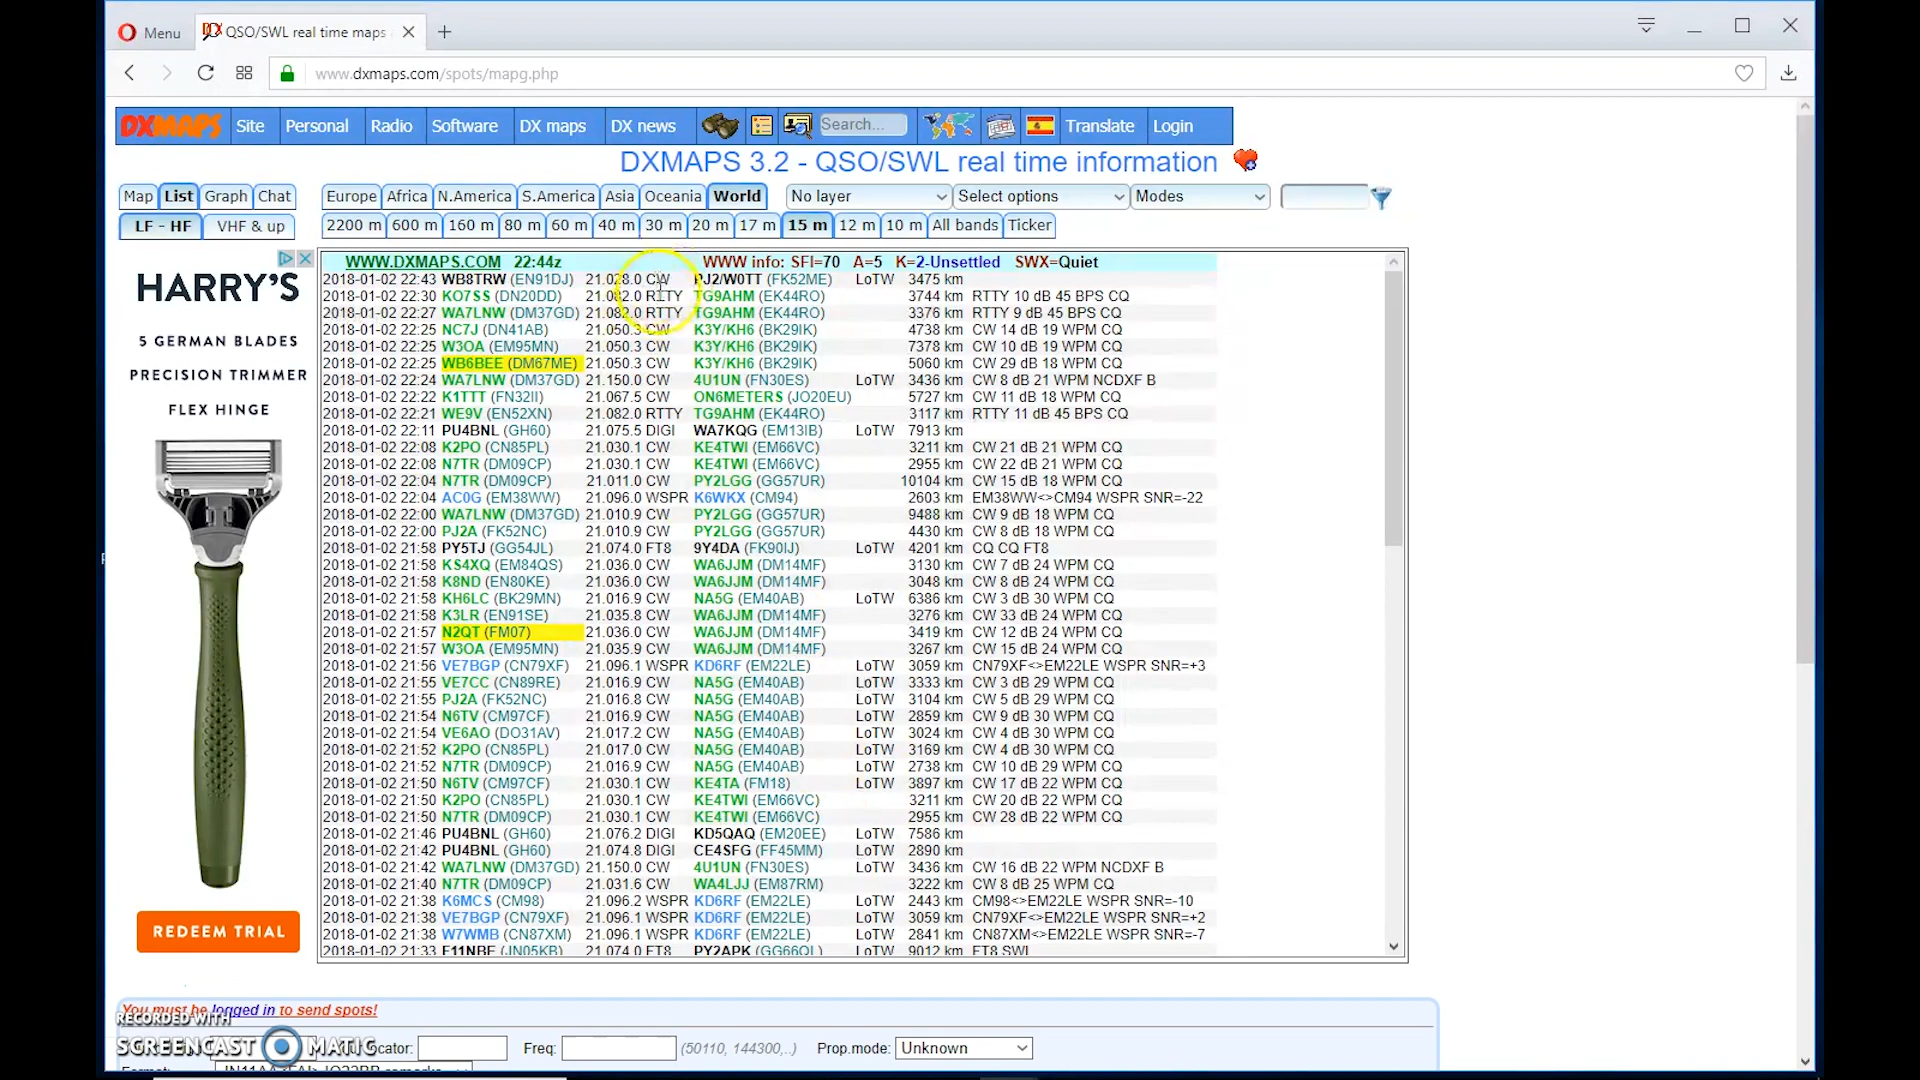 Menu
QSO/SWL real time maps
www.dxmaps.com/spots/mapg.php
DXMAPS Site Personal Radio Software DX maps DX news Search... Translate Login
DXMAPS 3.2 - QSO/SWL real time information
Map List Graph Chat Europe Africa N.America S.America Asia Oceania World No layer Select options Modes
LF - HF VHF & up 2200 m 600 m 160 m 80 m 60 m 40 m 30 m 20 m 17 m 15 m 12 m 10 m All bands Ticker
HARRY'S
5 GERMAN BLADES
PRECISION TRIMMER
FLEX HINGE
REDEEM TRIAL
WWW.DXMAPS.COM 22:44z WWW info: SFI=70 A=5 K=2-Unsettled SWX=Quiet
2018-01-02 22:43 WB8TRW (EN91DJ) 21.028.0 CW PJ2/W0TT (FK52ME) LoTW 3475 km
2018-01-02 22:30 KO7SS (DN20DD) 21.082.0 RTTY TG9AHM (EK44RO) 3744 km RTTY 10 dB 45 BPS CQ
2018-01-02 22:27 WA7LNW (DM37GD) 21.082.0 RTTY TG9AHM (EK44RO) 3376 km RTTY 9 dB 45 BPS CQ
2018-01-02 22:25 NC7J (DN41AB) 21.050.3 CW K3Y/KH6 (BK29IK) 4738 km CW 14 dB 19 WPM CQ
2018-01-02 22:25 W3OA (EM95MN) 21.050.3 CW K3Y/KH6 (BK29IK) 7378 km CW 10 dB 19 WPM CQ
2018-01-02 22:25 WB6BEE (DM67ME) 21.050.3 CW K3Y/KH6 (BK29IK) 5060 km CW 29 dB 18 WPM CQ
2018-01-02 22:24 WA7LNW (DM37GD) 21.150.0 CW 4U1UN (FN30ES) LoTW 3436 km CW 8 dB 21 WPM NCDXF B
2018-01-02 22:22 K1TTT (FN32II) 21.067.5 CW ON6METERS (JO20EU) 5727 km CW 11 dB 18 WPM CQ
2018-01-02 22:21 WE9V (EN52XN) 21.082.0 RTTY TG9AHM (EK44RO) 3117 km RTTY 11 dB 45 BPS CQ
2018-01-02 22:11 PU4BNL (GH60) 21.075.5 DIGI WA7KQG (EM13IB) LoTW 7913 km
2018-01-02 22:08 K2PO (CN85PL) 21.030.1 CW KE4TWI (EM66VC) 3211 km CW 21 dB 21 WPM CQ
2018-01-02 22:08 N7TR (DM09CP) 21.030.1 CW KE4TWI (EM66VC) 2955 km CW 22 dB 21 WPM CQ
2018-01-02 22:04 N7TR (DM09CP) 21.011.0 CW PY2LGG (GG57UR) 10104 km CW 15 dB 18 WPM CQ
2018-01-02 22:04 AC0G (EM38WW) 21.096.0 WSPR K6WKX (CM94) 2603 km EM38WW<>CM94 WSPR SNR=-22
2018-01-02 22:00 WA7LNW (DM37GD) 21.010.9 CW PY2LGG (GG57UR) 9488 km CW 9 dB 18 WPM CQ
2018-01-02 22:00 PJ2A (FK52NC) 21.010.9 CW PY2LGG (GG57UR) 4430 km CW 8 dB 18 WPM CQ
2018-01-02 21:58 PY5TJ (GG54JL) 21.074.0 FT8 9Y4DA (FK90IJ) LoTW 4201 km CQ CQ FT8
2018-01-02 21:58 KS4XQ (EM84QS) 21.036.0 CW WA6JJM (DM14MF) 3130 km CW 7 dB 24 WPM CQ
2018-01-02 21:58 K8ND (EN80KE) 21.036.0 CW WA6JJM (DM14MF) 3048 km CW 8 dB 24 WPM CQ
2018-01-02 21:58 KH6LC (BK29MN) 21.016.9 CW NA5G (EM40AB) LoTW 6386 km CW 3 dB 30 WPM CQ
2018-01-02 21:58 K3LR (EN91SE) 21.035.8 CW WA6JJM (DM14MF) 3276 km CW 33 dB 24 WPM CQ
2018-01-02 21:57 N2QT (FM07) 21.036.0 CW WA6JJM (DM14MF) 3419 km CW 12 dB 24 WPM CQ
2018-01-02 21:57 W3OA (EM95MN) 21.035.9 CW WA6JJM (DM14MF) 3267 km CW 15 dB 24 WPM CQ
2018-01-02 21:56 VE7BGP (CN79XF) 21.096.1 WSPR KD6RF (EM22LE) LoTW 3059 km CN79XF<>EM22LE WSPR SNR=+3
2018-01-02 21:55 VE7CC (CN89RE) 21.016.9 CW NA5G (EM40AB) LoTW 3333 km CW 3 dB 29 WPM CQ
2018-01-02 21:55 PJ2A (FK52NC) 21.016.8 CW NA5G (EM40AB) LoTW 3104 km CW 5 dB 29 WPM CQ
2018-01-02 21:54 N6TV (CM97CF) 21.016.9 CW NA5G (EM40AB) LoTW 2859 km CW 9 dB 30 WPM CQ
2018-01-02 21:54 VE6AO (DO31AV) 21.017.2 CW NA5G (EM40AB) LoTW 3024 km CW 4 dB 30 WPM CQ
2018-01-02 21:52 K2PO (CN85PL) 21.017.0 CW NA5G (EM40AB) LoTW 3169 km CW 4 dB 30 WPM CQ
2018-01-02 21:52 N7TR (DM09CP) 21.016.9 CW NA5G (EM40AB) LoTW 2738 km CW 10 dB 29 WPM CQ
2018-01-02 21:50 N6TV (CM97CF) 21.030.1 CW KE4TA (FM18) LoTW 3897 km CW 17 dB 22 WPM CQ
2018-01-02 21:50 K2PO (CN85PL) 21.030.1 CW KE4TWI (EM66VC) 3211 km CW 20 dB 22 WPM CQ
2018-01-02 21:50 N7TR (DM09CP) 21.030.1 CW KE4TWI (EM66VC) 2955 km CW 28 dB 22 WPM CQ
2018-01-02 21:46 PU4BNL (GH60) 21.076.2 DIGI KD5QAQ (EM20EE) LoTW 7586 km
2018-01-02 21:42 PU4BNL (GH60) 21.074.8 DIGI CE4SFG (FF45MM) LoTW 2890 km
2018-01-02 21:42 WA7LNW (DM37GD) 21.150.0 CW 4U1UN (FN30ES) LoTW 3436 km CW 16 dB 22 WPM NCDXF B
2018-01-02 21:40 N7TR (DM09CP) 21.031.6 CW WA4LJJ (EM87RM) 3222 km CW 8 dB 25 WPM CQ
2018-01-02 21:38 K6MCS (CM98) 21.096.2 WSPR KD6RF (EM22LE) LoTW 2443 km CM98<>EM22LE WSPR SNR=-10
2018-01-02 21:38 VE7BGP (CN79XF) 21.096.1 WSPR KD6RF (EM22LE) LoTW 3059 km CN79XF<>EM22LE WSPR SNR=+2
2018-01-02 21:38 W7WMB (CN87XM) 21.096.1 WSPR KD6RF (EM22LE) LoTW 2841 km CN87XM<>EM22LE WSPR SNR=-7
2018-01-02 21:33 F11NBE (JN05KB) 21.074.0 FT8 PY2APK (GG66OL) LoTW 9012 km FT8 SWL
You must be logged in to send spots!
RECORDED WITH
SCREENCAST MATIC
Freq: (50110, 144300,..) Prop.mode: Unknown